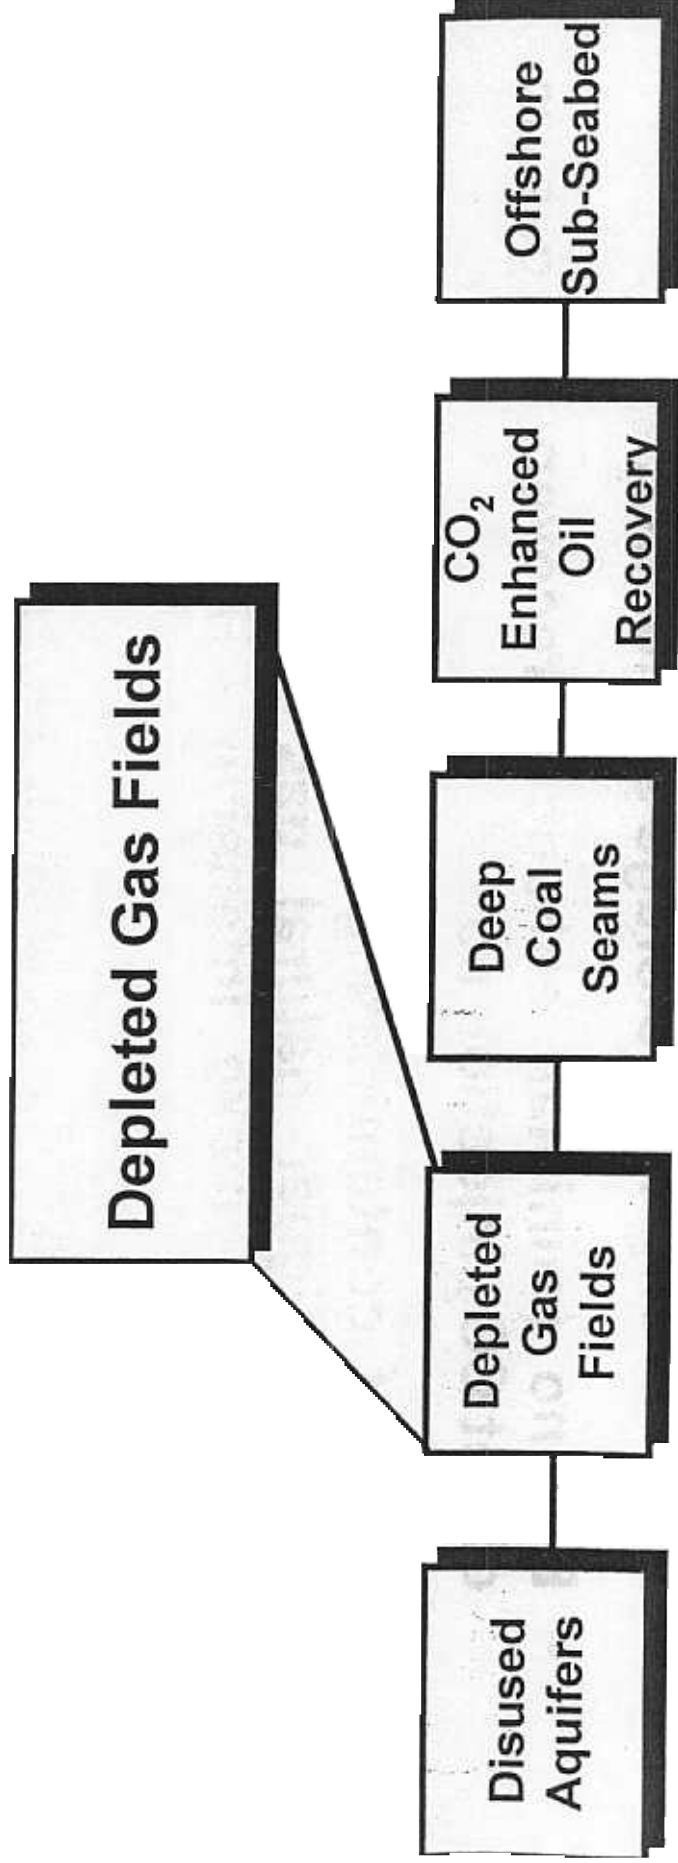 Depleted Gas Fields
Disused
Aquifers
Depleted
Gas
Fields
Deep
Coal
Seams
CO₂
Enhanced
Oil
Recovery
Offshore
Sub-Seabed